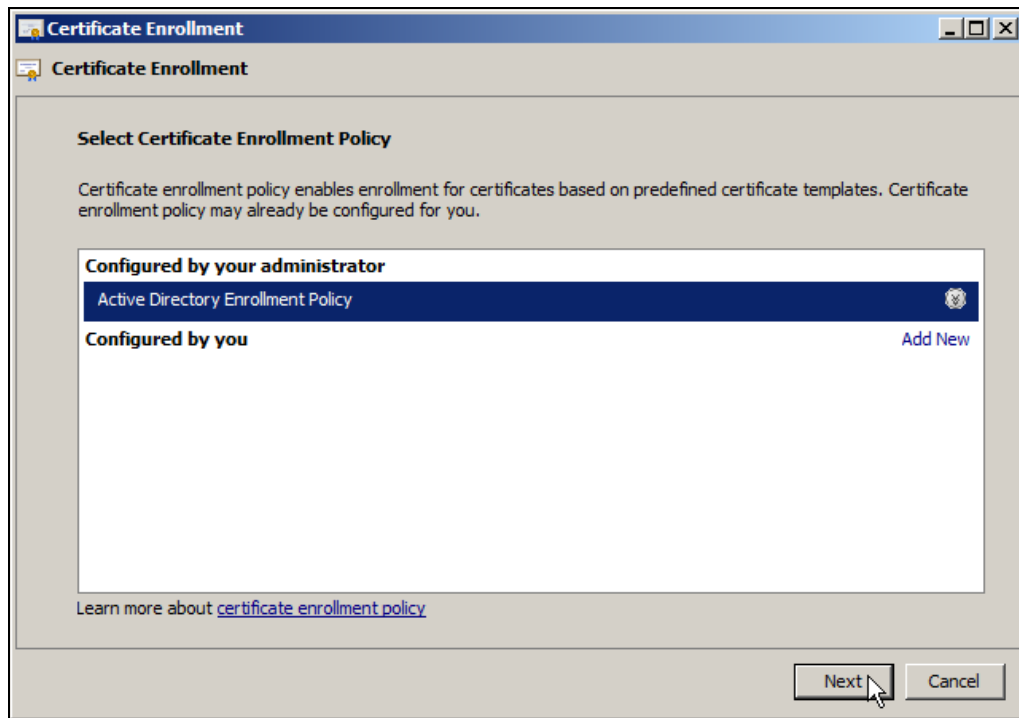 Certificate Enrollment
Certificate Enrollment
Select Certificate Enrollment Policy
Certificate enrollment policy enables enrollment for certificates based on predefined certificate templates. Certificate
enrollment policy may already be configured for you.
Configured by your administrator
Active Directory Enrollment Policy
Configured by you
Add New
Learn more about certificate enrollment policy
Next
Cancel